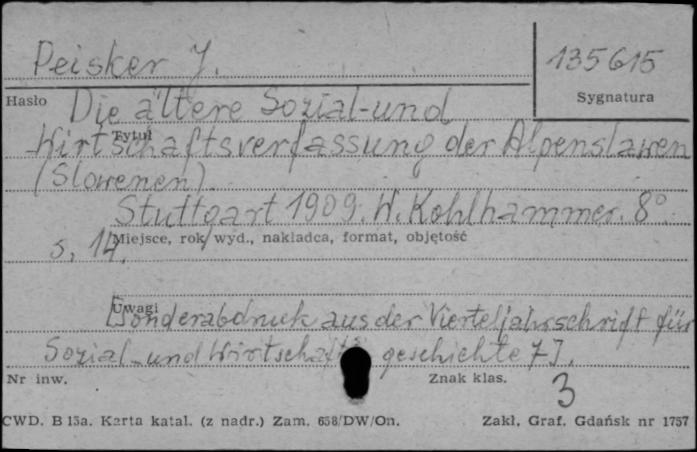 Peisker J.
135615
Hasło
Sygnatura
Die ältere Sozial-und
Tytuł
Wirtschaftsverfassung der Alpenslawen
(Slowenen).
Stuttgart 1909. W. Kohlhammer. 8°.
Miejsce, rok wyd., nakładca, format, objętość
s. 14.
Uwagi
[Sonderabdruck aus der Vierteljahrschrift für
Sozial-und Wirtschafts geschichte 7].
Nr inw.
Znak klas.
3
CWD. B 15a. Karta katal. (z nadr.) Zam. 658/DW/On.
Zakł. Graf. Gdańsk nr 1757